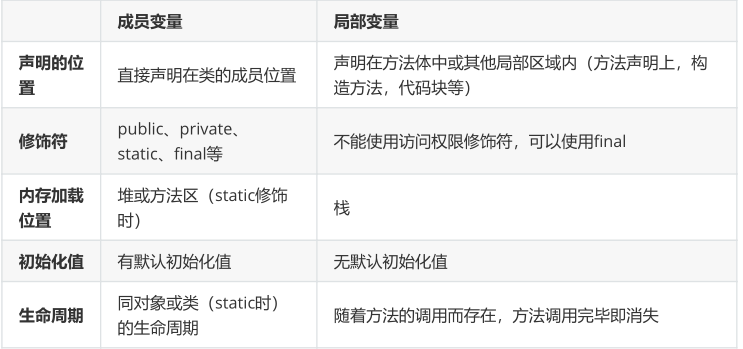 成员变量 局部变量
声明的位
置
直接声明在类的成员位置
声明在方法体中或其他局部区域内（方法声明上，构
造方法，代码块等）
修饰符
public、private、
static、final等
不能使用访问权限修饰符，可以使用final
内存加载
位置
堆或方法区（static修饰
时）
栈
初始化值 有默认初始化值 无默认初始化值
生命周期
同对象或类（static时）
的生命周期
随着方法的调用而存在，方法调用完毕即消失